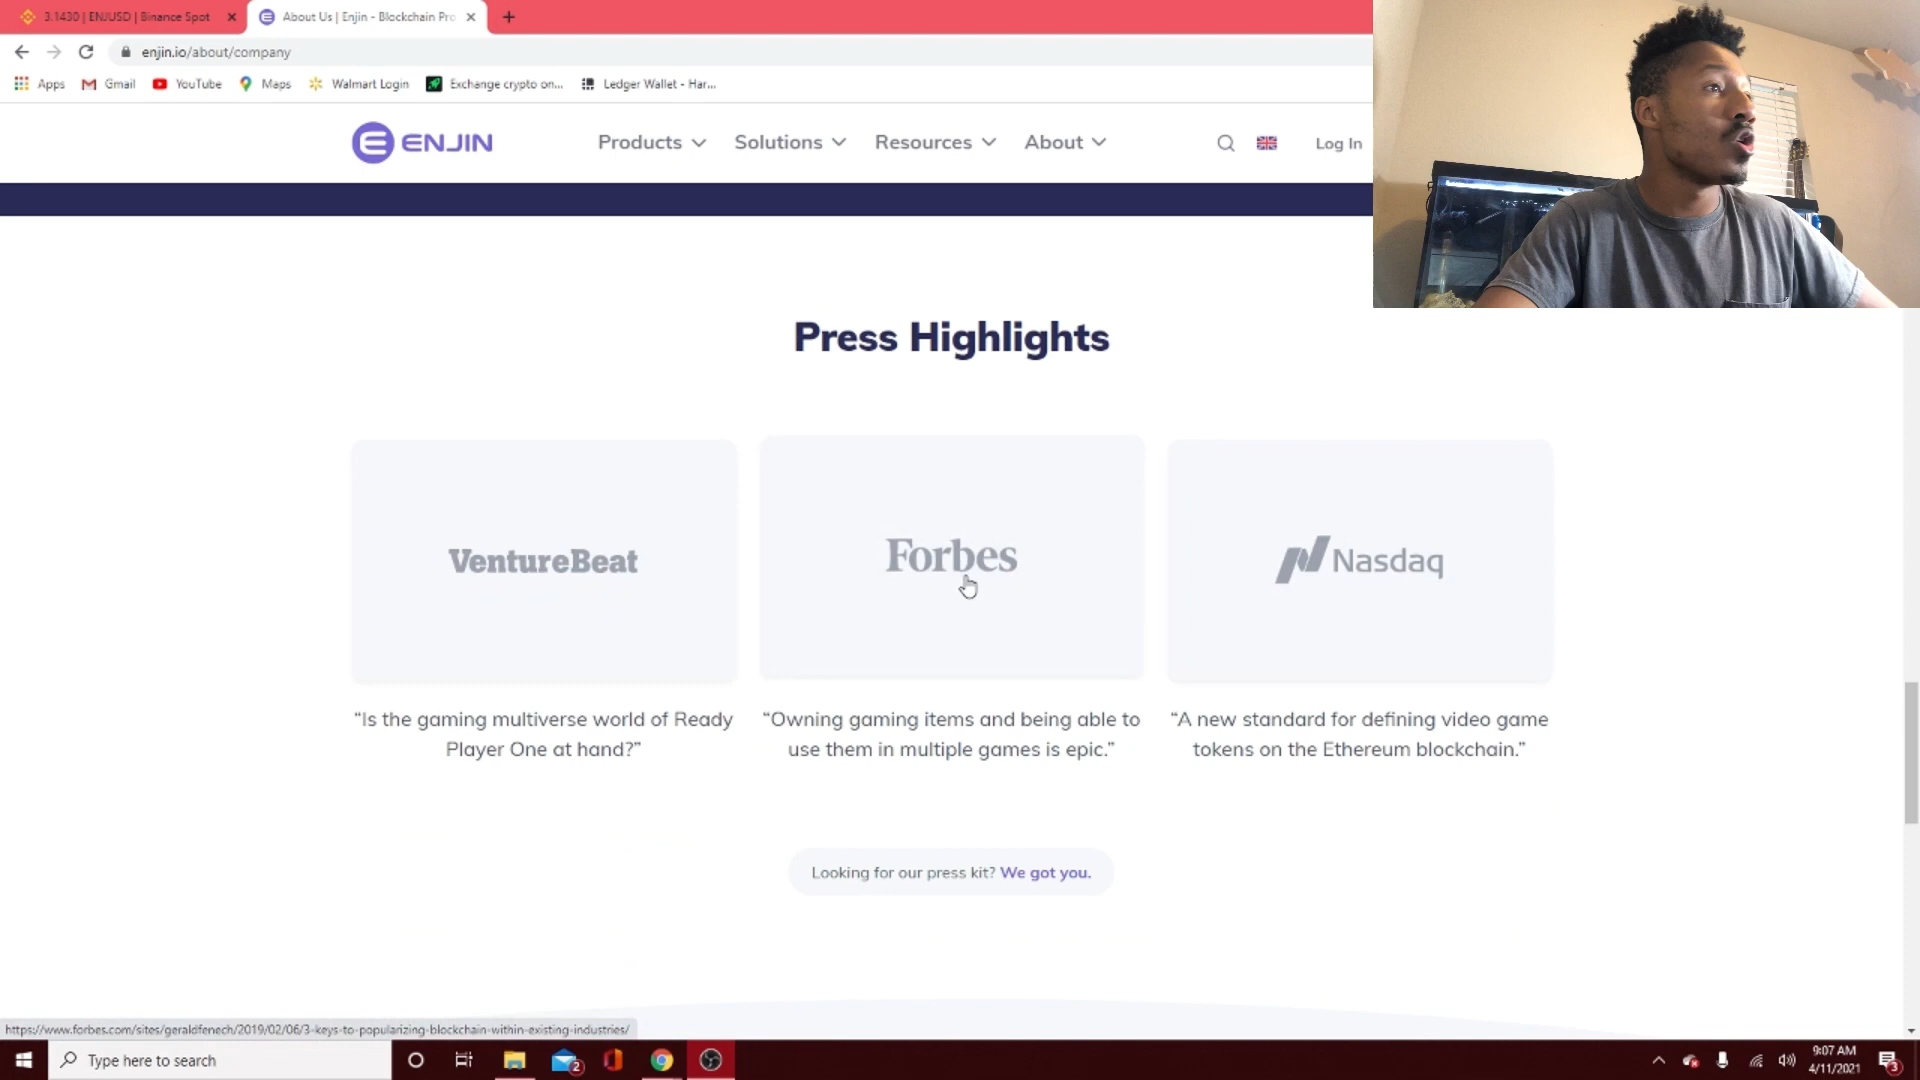 3.1430 | ENJUSD | Binance Spot
About Us | Enjin - Blockchain Pro
enjin.io/about/company
Apps
Gmail
YouTube
Maps
Walmart Login
Exchange crypto on...
Ledger Wallet - Har...
ENJIN
Products
Solutions
Resources
About
Log In
Press Highlights
VentureBeat
Forbes
Nasdaq
“Is the gaming multiverse world of Ready
Player One at hand?”
“Owning gaming items and being able to
use them in multiple games is epic.”
“A new standard for defining video game
tokens on the Ethereum blockchain.”
Looking for our press kit? We got you.
https://www.forbes.com/sites/geraldfenech/2019/02/06/3-keys-to-popularizing-blockchain-within-existing-industries/
Type here to search
2
9:07 AM
4/11/2021
3